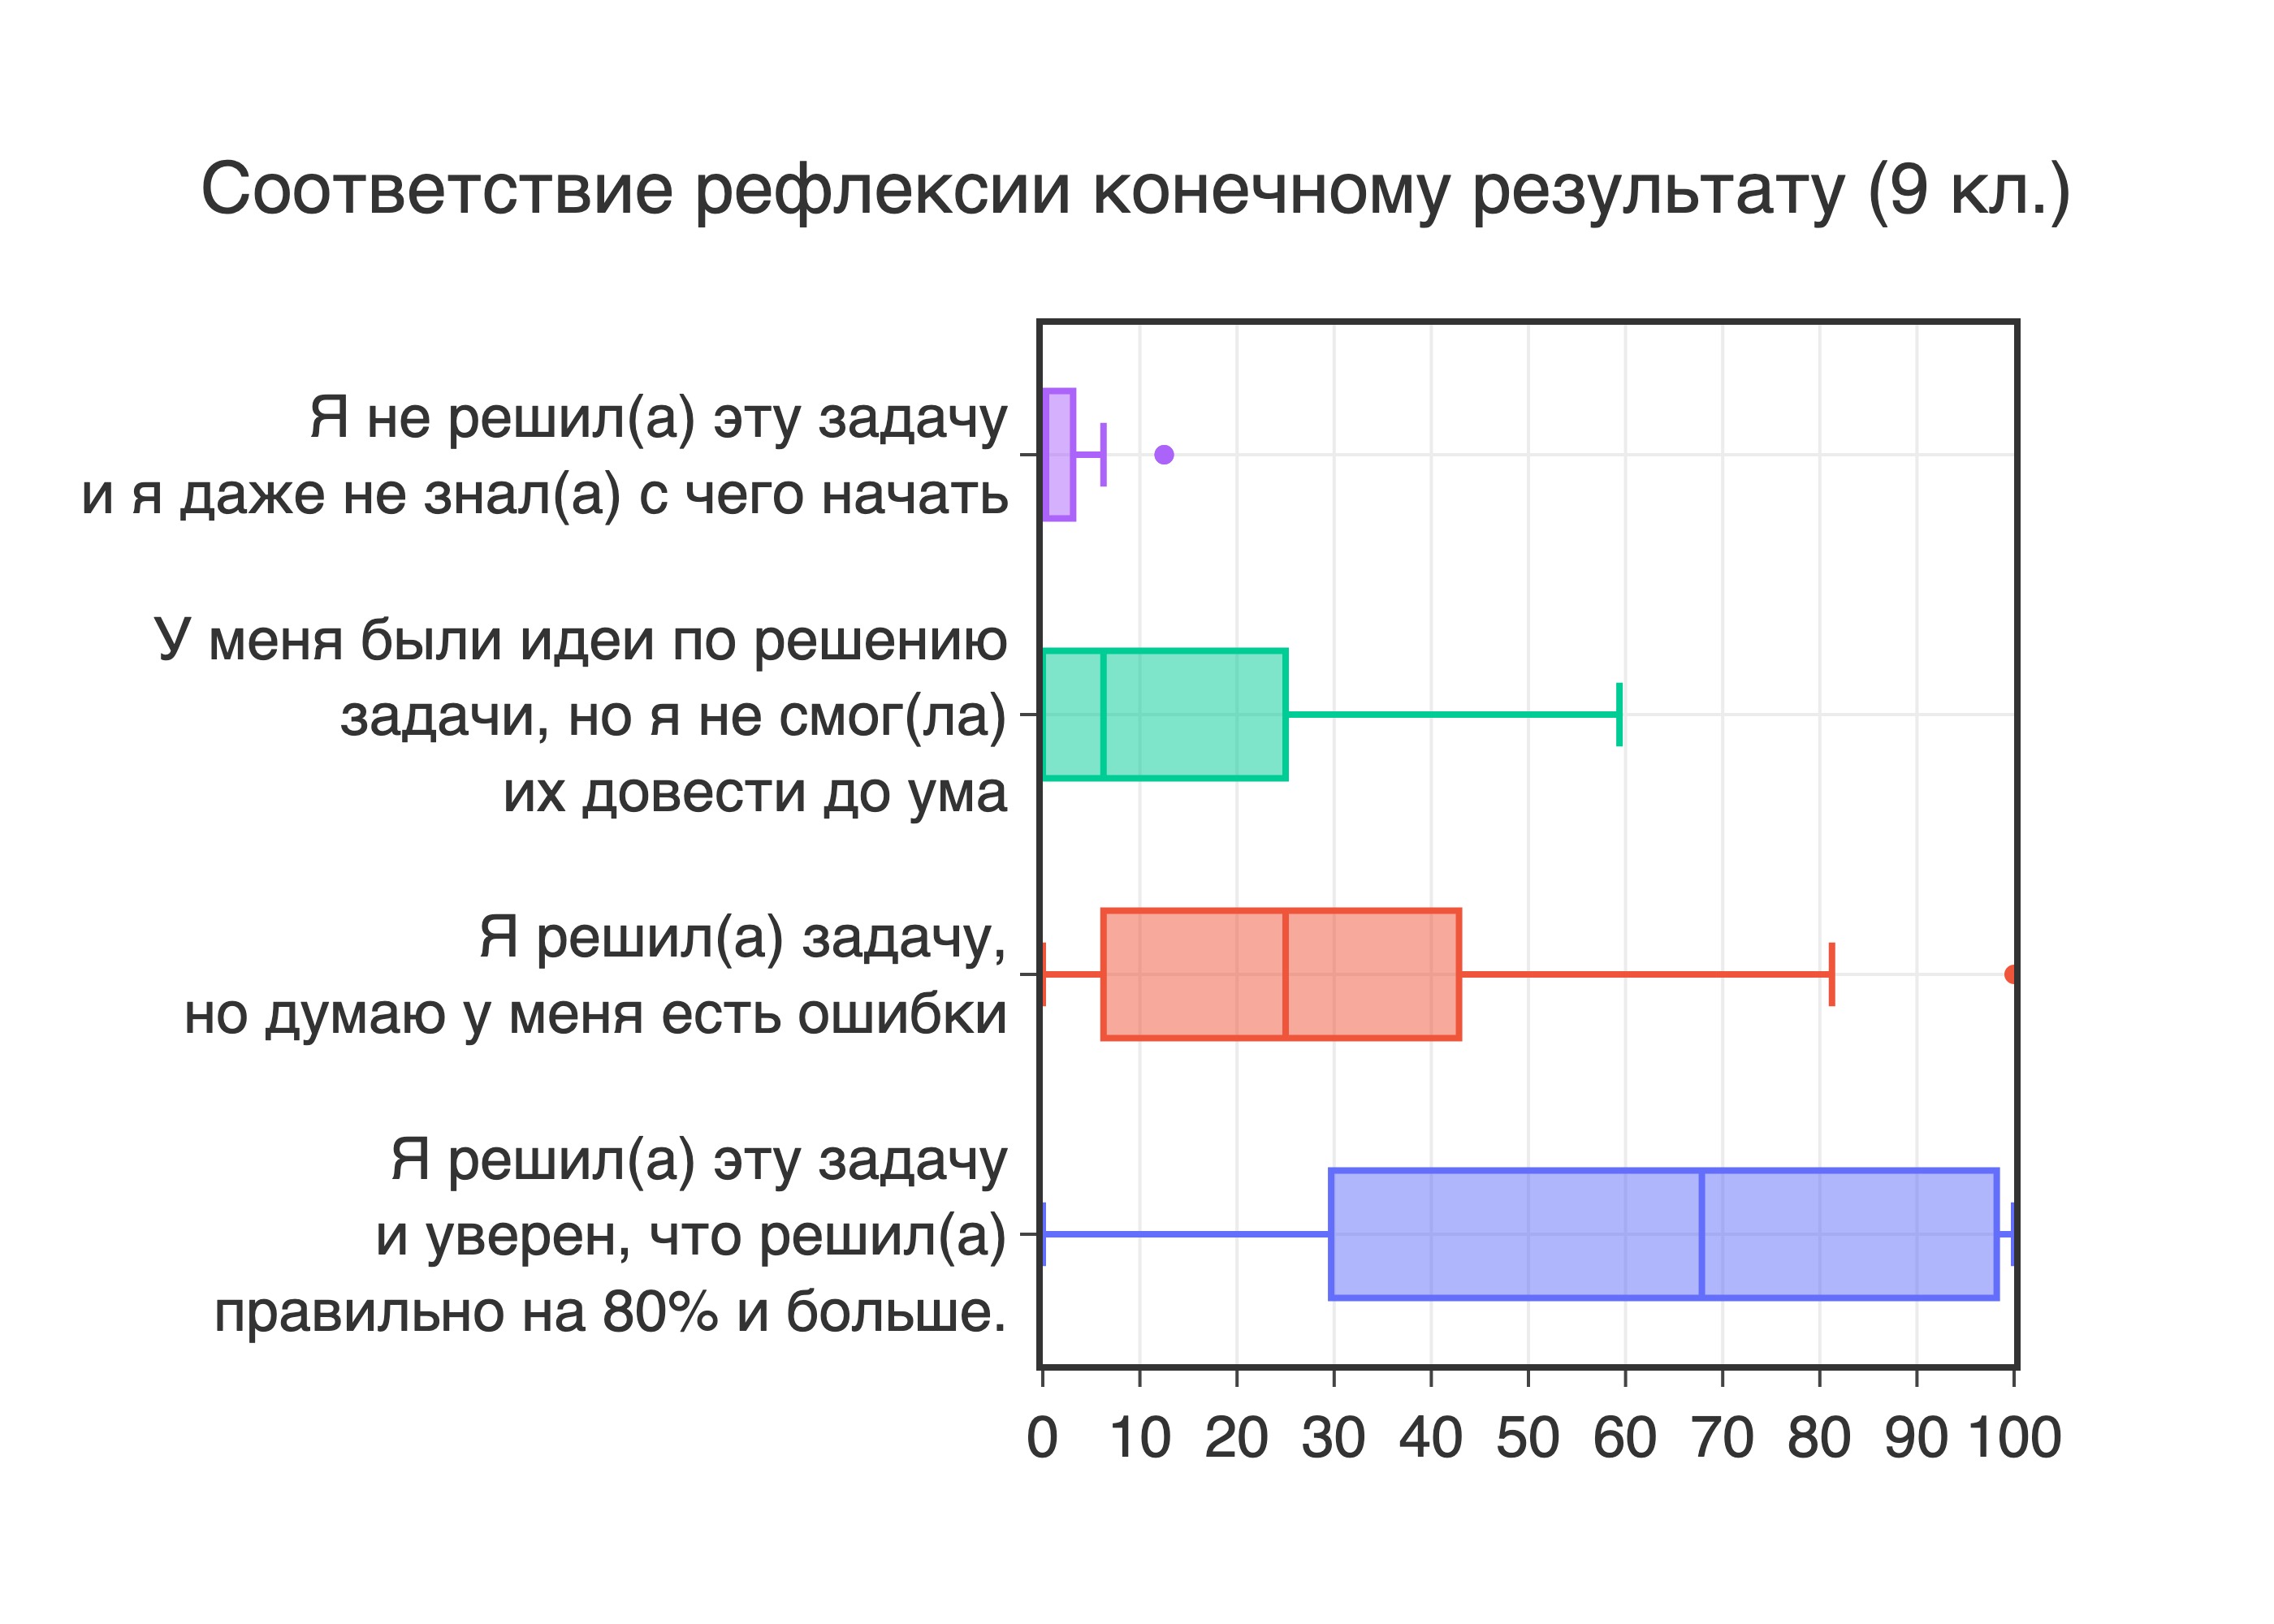 Соответствие рефлексии конечному результату (9 кл.)
Я не решил(а) эту задачу
и я даже не знал(а) с чего начать
У меня были идеи по решению
задачи, но я не смог(ла)
их довести до ума
Я решил(а) задачу,
но думаю у меня есть ошибки
Я решил(а) эту задачу
и уверен, что решил(а)
правильно на 80% и больше.
0 10 20 30 40 50 60 70 80 90 100